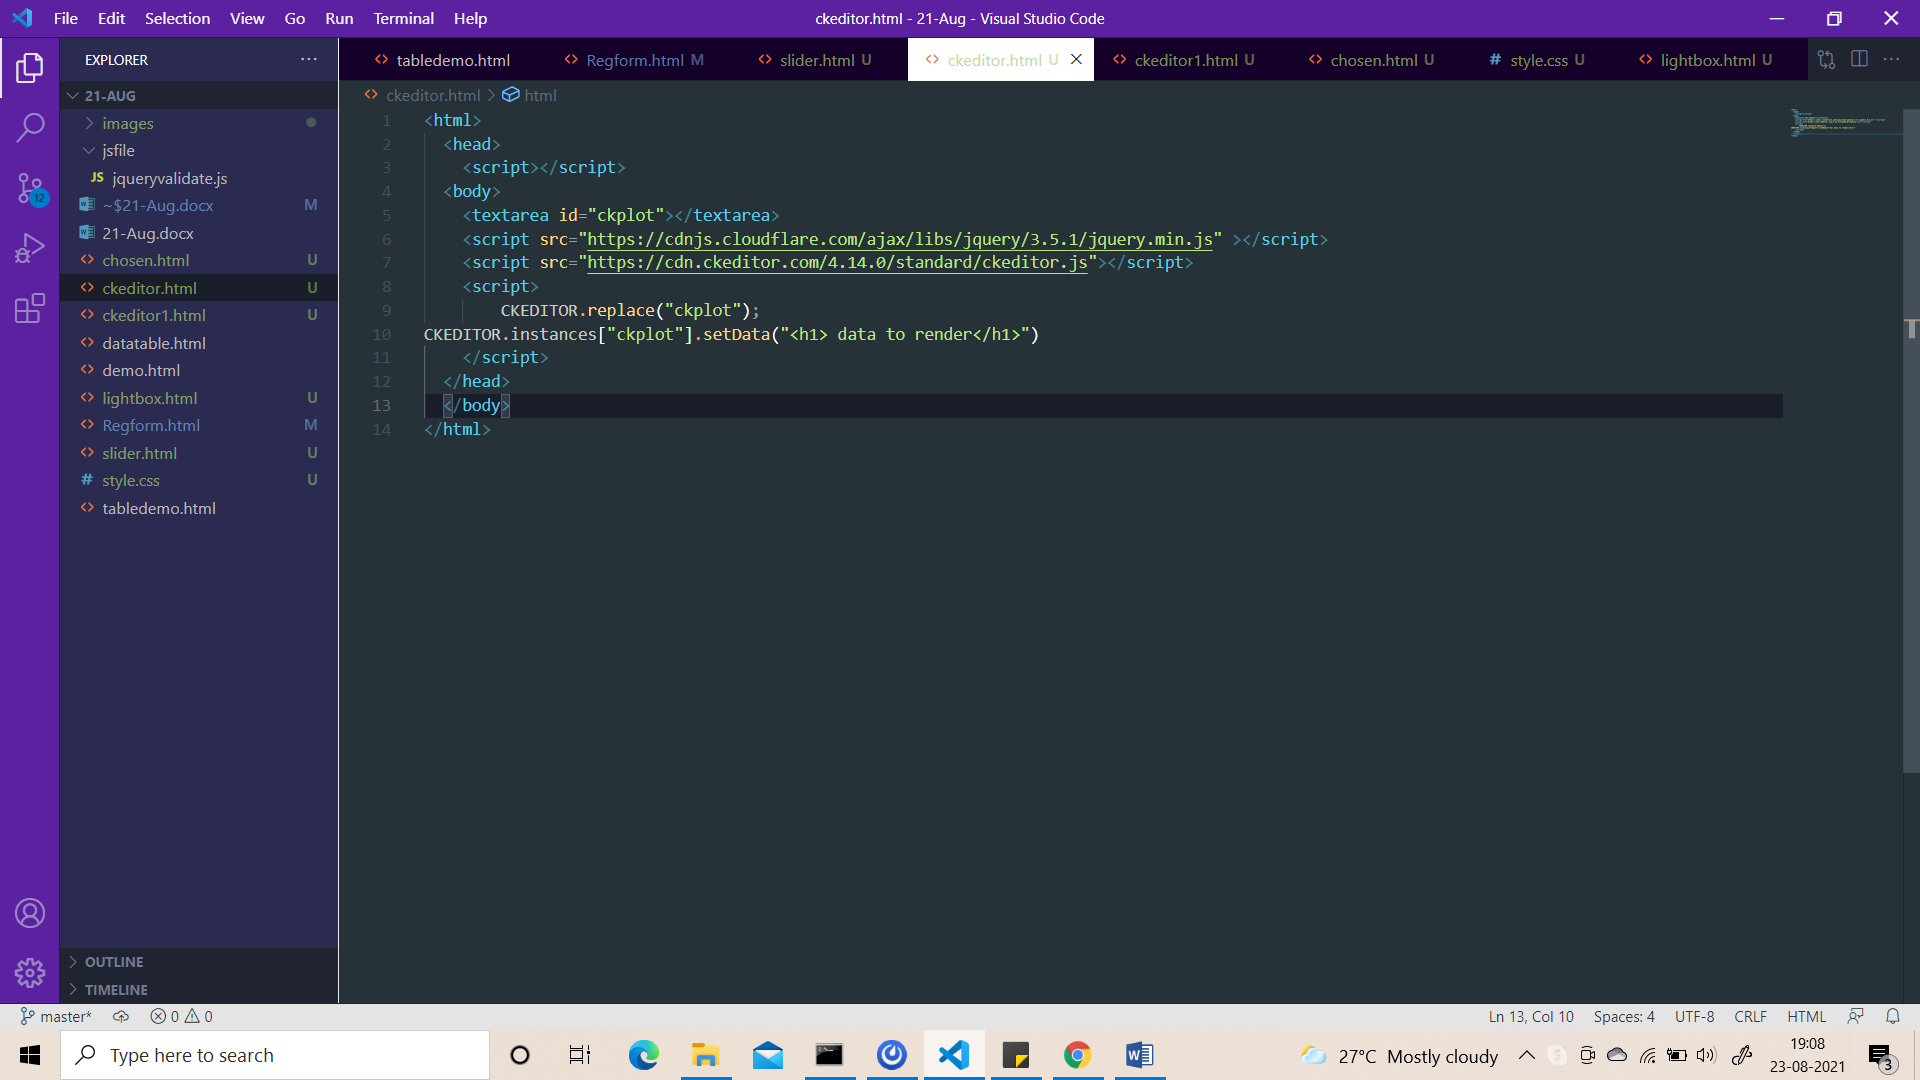 File Edit Selection View Go Run Terminal Help
ckeditor.html - 21-Aug - Visual Studio Code
EXPLORER
tabledemo.html
Regform.html M
slider.html U
ckeditor.html U
ckeditor1.html U
chosen.html U
# style.css U
lightbox.html U
21-AUG
images
jsfile
JS jqueryvalidate.js
~$21-Aug.docx M
21-Aug.docx
chosen.html U
ckeditor.html U
ckeditor1.html U
datatable.html
demo.html
lightbox.html U
Regform.html M
slider.html U
# style.css U
tabledemo.html
OUTLINE
TIMELINE
12
ckeditor.html > html
1 <html>
2 <head>
3 <script></script>
4 <body>
5 <textarea id="ckplot"></textarea>
6 <script src="https://cdnjs.cloudflare.com/ajax/libs/jquery/3.5.1/jquery.min.js" ></script>
7 <script src="https://cdn.ckeditor.com/4.14.0/standard/ckeditor.js"></script>
8 <script>
9 CKEDITOR.replace("ckplot");
10 CKEDITOR.instances["ckplot"].setData("<h1> data to render</h1>")
11 </script>
12 </head>
13 </body>
14 </html>
master* 0 0
Ln 13, Col 10 Spaces: 4 UTF-8 CRLF HTML
Type here to search
27°C Mostly cloudy
19:08
23-08-2021
3